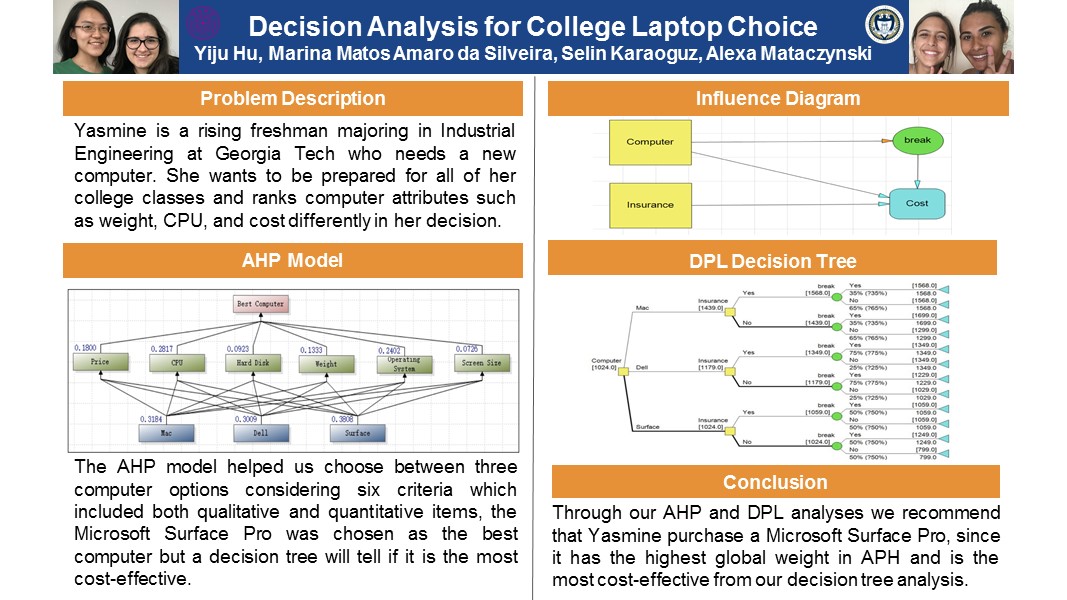 Decision Analysis for College Laptop Choice
Yiju Hu, Marina Matos Amaro da Silveira, Selin Karaoguz, Alexa Mataczynski
Problem Description
Yasmine is a rising freshman majoring in Industrial
Engineering at Georgia Tech who needs a new
computer. She wants to be prepared for all of her
college classes and ranks computer attributes such
as weight, CPU, and cost differently in her decision.
AHP Model
Best Computer
0.1800 0.2817 0.0923 0.1333 0.2402 0.0726
Price CPU Hard Disk Weight Operating System Screen Size
0.3184 0.3009 0.3808
Mac Dell Surface
The AHP model helped us choose between three
computer options considering six criteria which
included both qualitative and quantitative items, the
Microsoft Surface Pro was chosen as the best
computer but a decision tree will tell if it is the most
cost-effective.
Influence Diagram
Computer
break
Insurance
Cost
DPL Decision Tree
Computer
[1024.0]
Mac
Insurance
[1439.0]
Yes
break
[1568.0]
Yes [1568.0]
35% (?35%) 1568.0
No [1568.0]
65% (?65%) 1568.0
No
break
[1439.0]
Yes [1699.0]
35% (?35%) 1699.0
No [1299.0]
65% (?65%) 1299.0
Dell
Insurance
[1179.0]
Yes
break
[1349.0]
Yes [1349.0]
75% (?75%) 1349.0
No [1349.0]
25% (?25%) 1349.0
No
break
[1179.0]
Yes [1229.0]
75% (?75%) 1229.0
No [1029.0]
25% (?25%) 1029.0
Surface
Insurance
[1024.0]
Yes
break
[1059.0]
Yes [1059.0]
50% (?50%) 1059.0
No [1059.0]
50% (?50%) 1059.0
No
break
[1024.0]
Yes [1249.0]
50% (?50%) 1249.0
No [799.0]
50% (?50%) 799.0
Conclusion
Through our AHP and DPL analyses we recommend
that Yasmine purchase a Microsoft Surface Pro, since
it has the highest global weight in APH and is the
most cost-effective from our decision tree analysis.